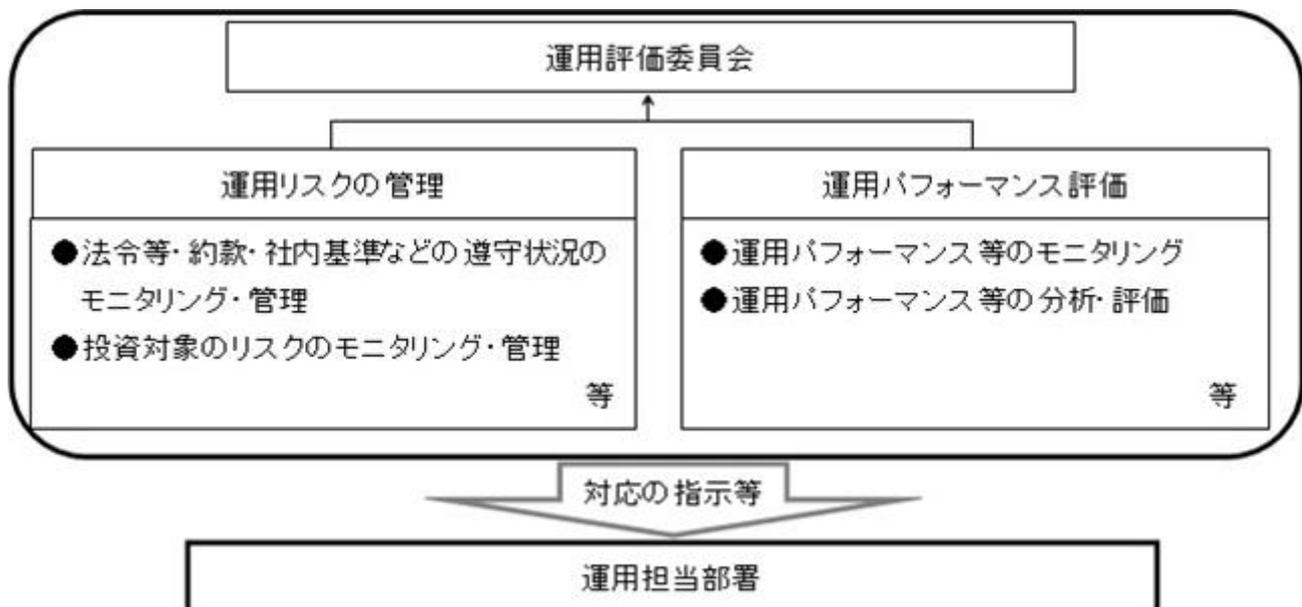 運用評価委員会
運用リスクの管理
●法令等・約款・社内基準などの遵守状況の
モニタリング・管理
●投資対象のリスクのモニタリング・管理
等
運用パフォーマンス評価
●運用パフォーマンス等のモニタリング
●運用パフォーマンス等の分析・評価
等
対応の指示等
運用担当部署